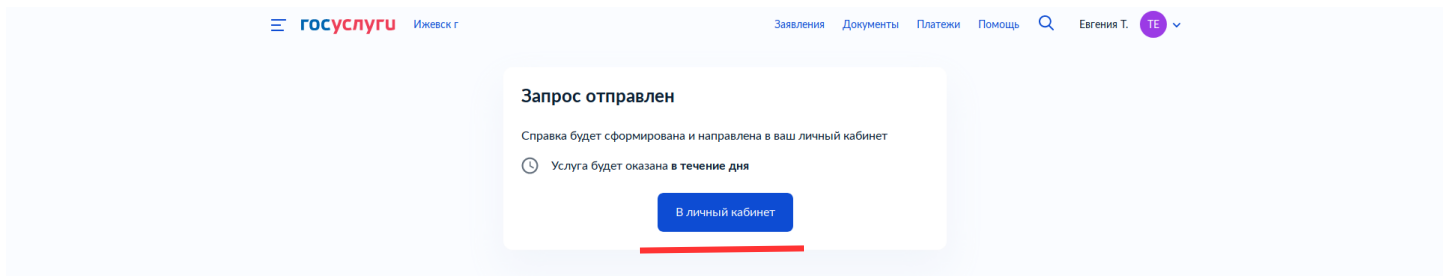 госуслуги Ижевск г Заявления Документы Платежи Помощь Евгения Т. ТЕ
Запрос отправлен
Справка будет сформирована и направлена в ваш личный кабинет
Услуга будет оказана в течение дня
В личный кабинет